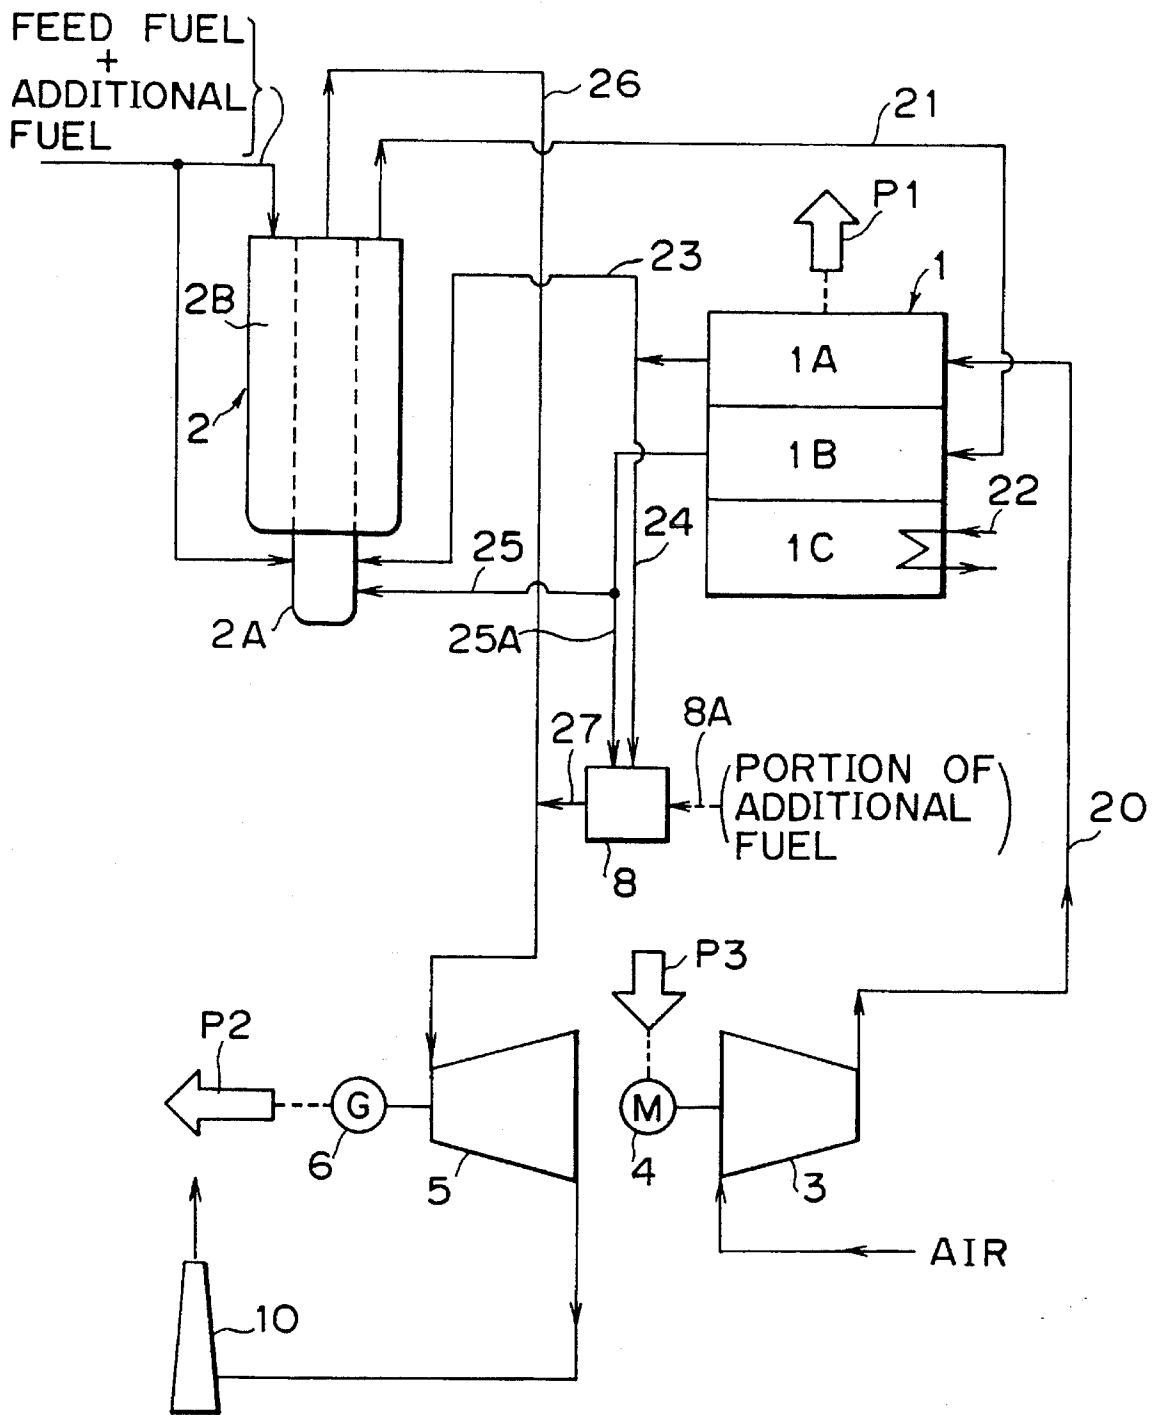 FEED FUEL
+
ADDITIONAL
FUEL
26
21
P1
23
1
2B
1A
2
1B
22
24
1C
25
2A
25A
8A
27
(PORTION OF
ADDITIONAL
FUEL)
20
8
P3
P2
G
M
6
4
5
3
AIR
10